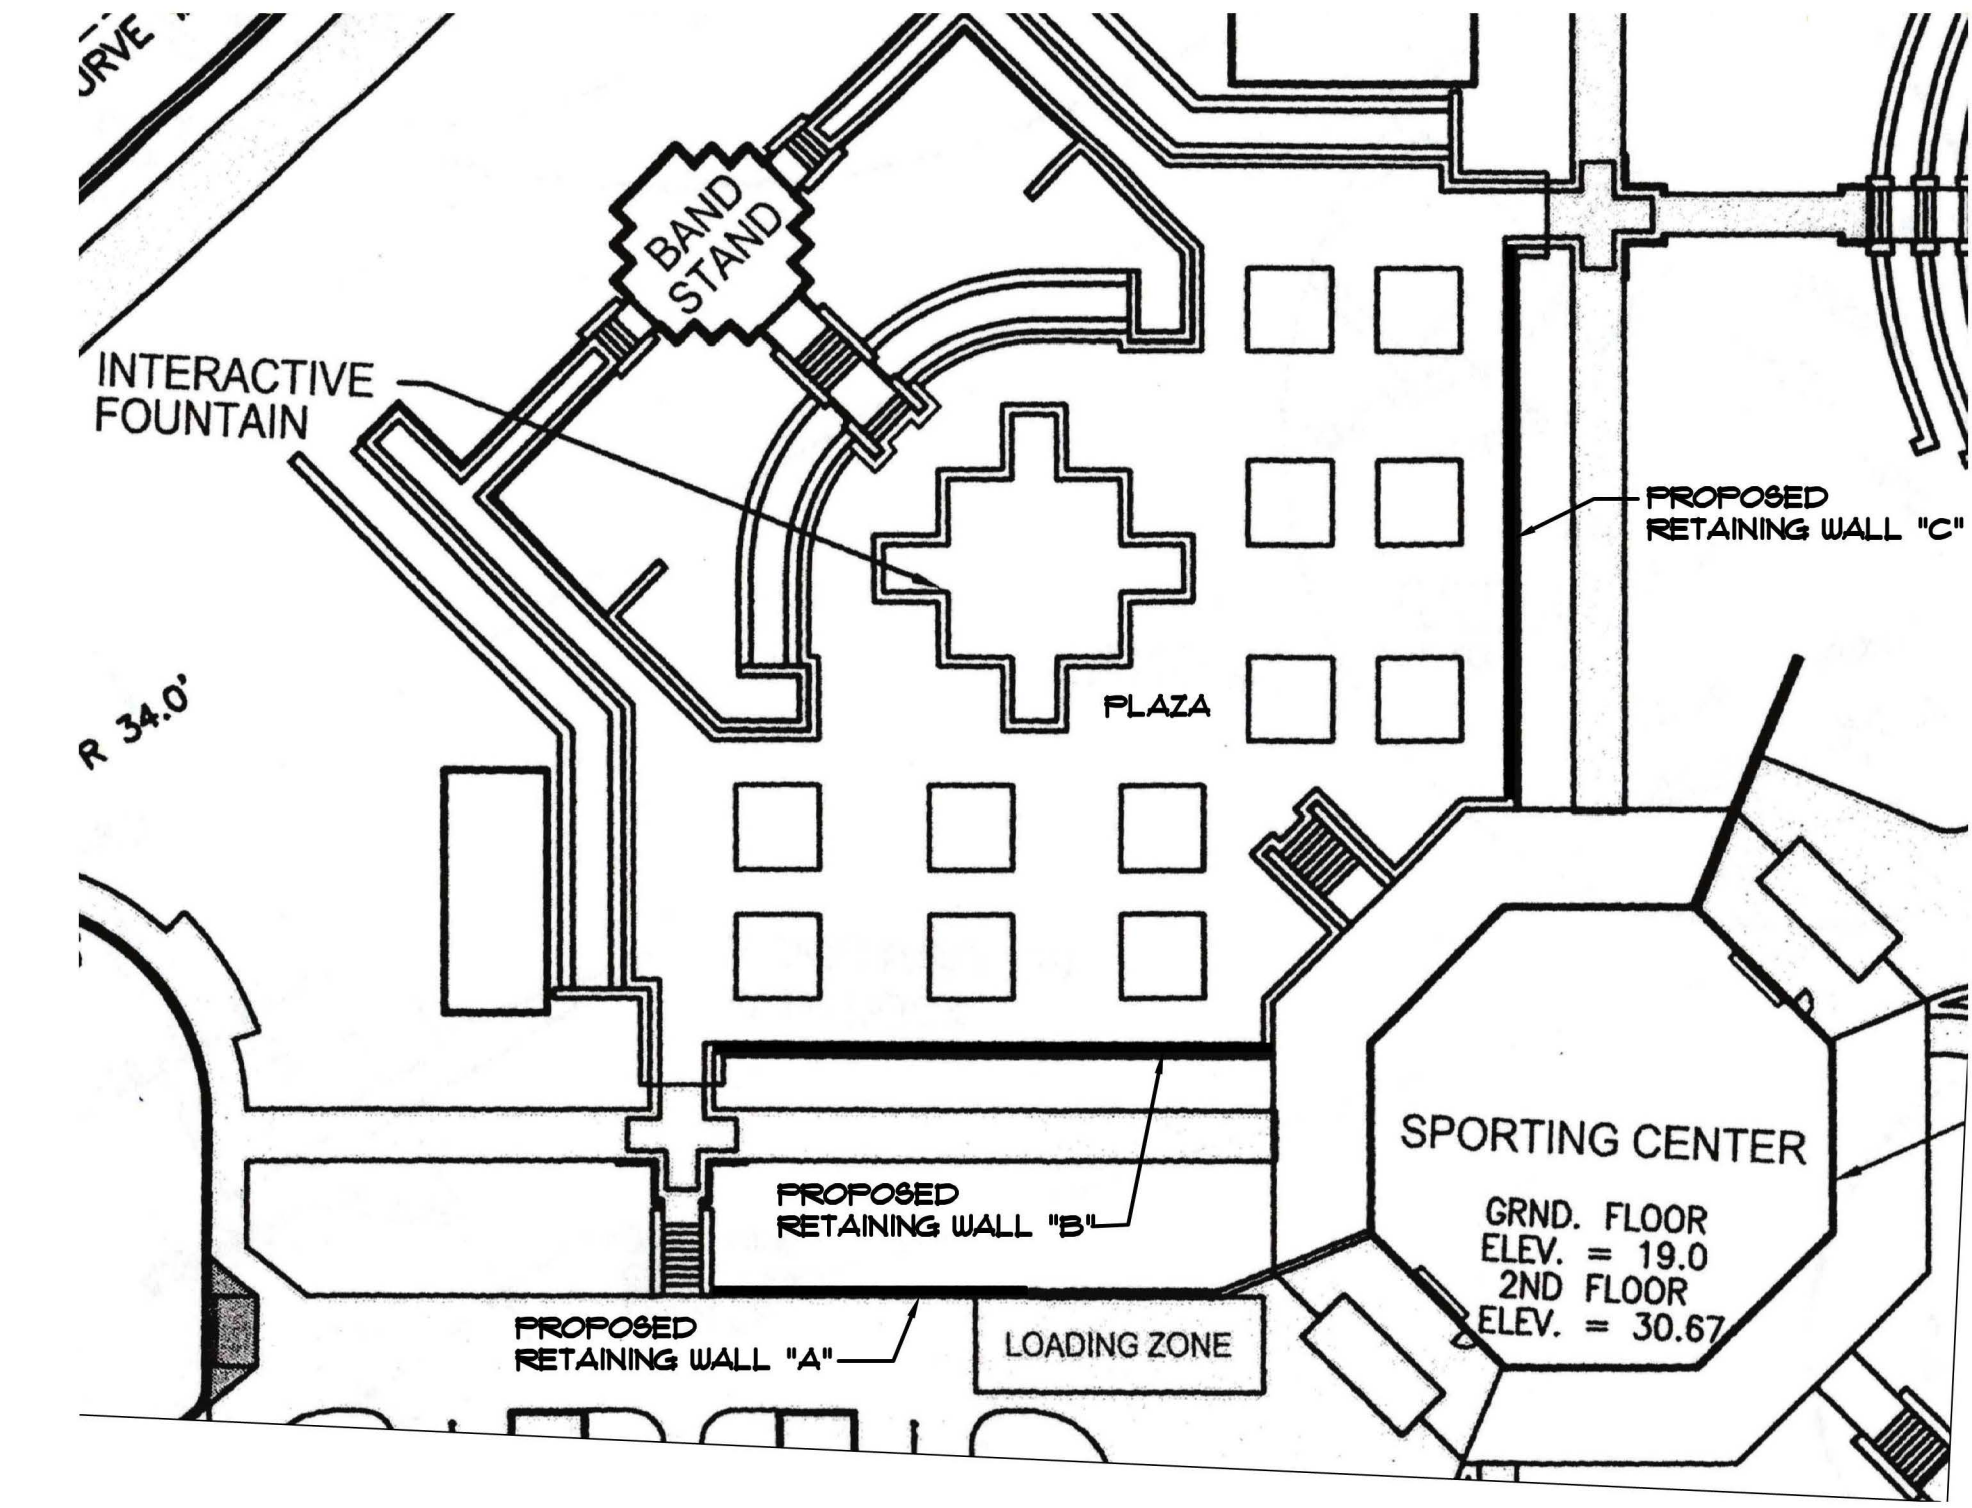 BAND
STAND
INTERACTIVE
FOUNTAIN
PROPOSED
RETAINING WALL "C"
R 34.0'
PLAZA
SPORTING CENTER
GRND. FLOOR
ELEV. = 19.0
2ND FLOOR
ELEV. = 30.67
PROPOSED
RETAINING WALL "B"
PROPOSED
RETAINING WALL "A"
LOADING ZONE